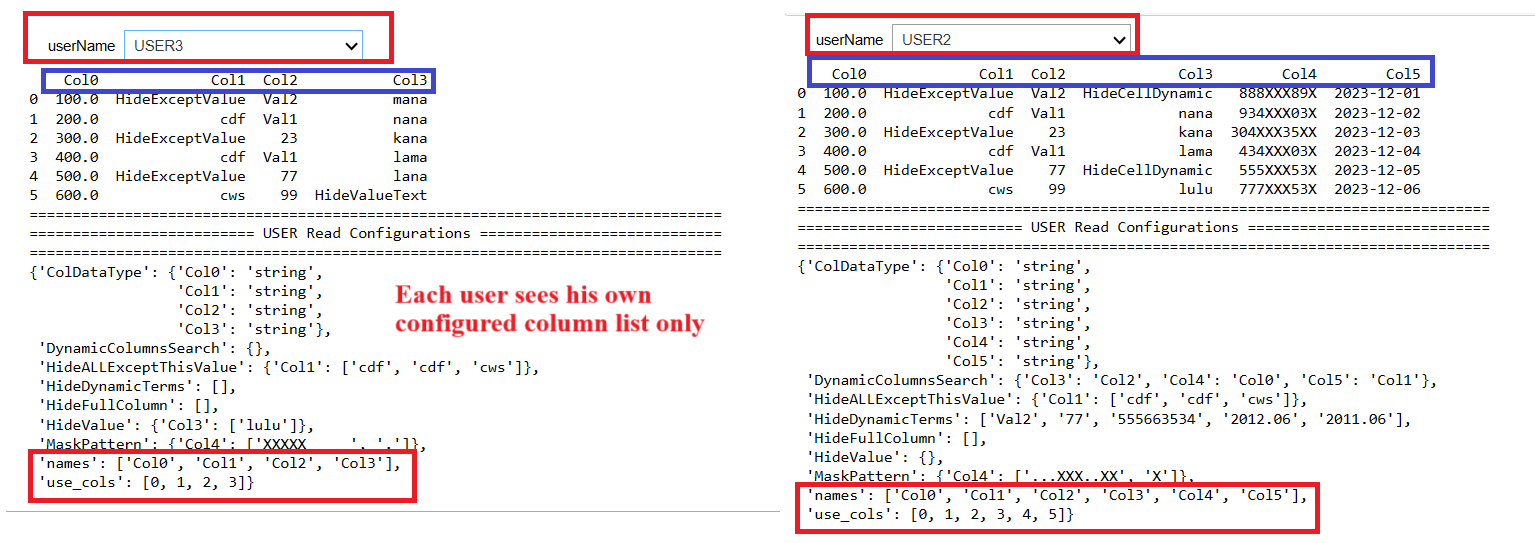 userName USER3
Col0 Col1 Col2 Col3
0 100.0 HideExceptValue Val2 mana
1 200.0 cdf Val1 nana
2 300.0 HideExceptValue 23 kana
3 400.0 cdf Val1 lama
4 500.0 HideExceptValue 77 lana
5 600.0 cws 99 HideValueText
================================================================================
========================== USER Read Configurations ============================
================================================================================
{'ColDataType': {'Col0': 'string',
'Col1': 'string',
'Col2': 'string',
'Col3': 'string'},
'DynamicColumnsSearch': {},
'HideALLExceptThisValue': {'Col1': ['cdf', 'cdf', 'cws']},
'HideDynamicTerms': [],
'HideFullColumn': [],
'HideValue': {'Col3': ['lulu']},
'MaskPattern': {'Col4': ['XXXXX     ', '.']},
'names': ['Col0', 'Col1', 'Col2', 'Col3'],
'use_cols': [0, 1, 2, 3]}
Each user sees his own
configured column list only
userName USER2
Col0 Col1 Col2 Col3 Col4 Col5
0 100.0 HideExceptValue Val2 HideCellDynamic 888XXX89X 2023-12-01
1 200.0 cdf Val1 nana 934XXX03X 2023-12-02
2 300.0 HideExceptValue 23 kana 304XXX35XX 2023-12-03
3 400.0 cdf Val1 lama 434XXX03X 2023-12-04
4 500.0 HideExceptValue 77 HideCellDynamic 555XXX53X 2023-12-05
5 600.0 cws 99 lulu 777XXX53X 2023-12-06
================================================================================
========================== USER Read Configurations ============================
================================================================================
{'ColDataType': {'Col0': 'string',
'Col1': 'string',
'Col2': 'string',
'Col3': 'string',
'Col4': 'string',
'Col5': 'string'},
'DynamicColumnsSearch': {'Col3': 'Col2', 'Col4': 'Col0', 'Col5': 'Col1'},
'HideALLExceptThisValue': {'Col1': ['cdf', 'cdf', 'cws']},
'HideDynamicTerms': ['Val2', '77', '555663534', '2012.06', '2011.06'],
'HideFullColumn': [],
'HideValue': {},
'MaskPattern': {'Col4': ['...XXX..XX', 'X']},
'names': ['Col0', 'Col1', 'Col2', 'Col3', 'Col4', 'Col5'],
'use_cols': [0, 1, 2, 3, 4, 5]}